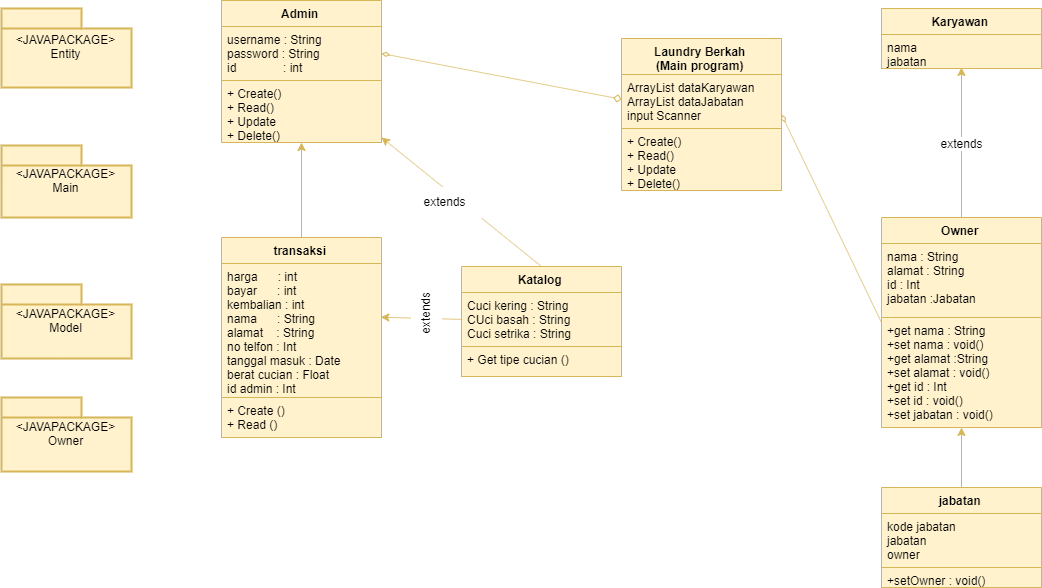 <JAVAPACKAGE>
Entity
<JAVAPACKAGE>
Main
<JAVAPACKAGE>
Model
<JAVAPACKAGE>
Owner
Admin
username : String
password : String
id : int
+ Create()
+ Read()
+ Update
+ Delete()
transaksi
harga : int
bayar : int
kembalian : int
nama : String
alamat : String
no telfon : Int
tanggal masuk : Date
berat cucian : Float
id admin : Int
+ Create ()
+ Read ()
extends
extends
Katalog
Cuci kering : String
CUci basah : String
Cuci setrika : String
+ Get tipe cucian ()
Laundry Berkah
(Main program)
ArrayList dataKaryawan
ArrayList dataJabatan
input Scanner
+ Create()
+ Read()
+ Update
+ Delete()
Karyawan
nama
jabatan
extends
Owner
nama : String
alamat : String
id : Int
jabatan :Jabatan
+get nama : String
+set nama : void()
+get alamat :String
+set alamat : void()
+get id : Int
+set id : void()
+set jabatan : void()
jabatan
kode jabatan
jabatan
owner
+setOwner : void()